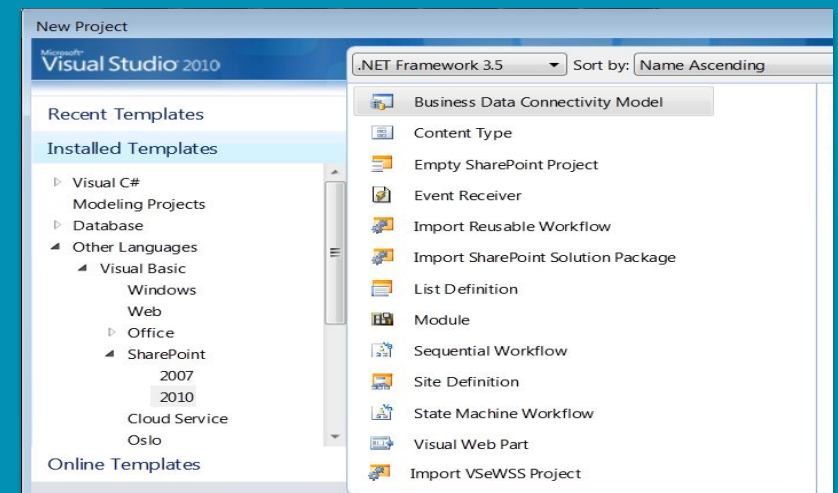 New Project
Microsoft
Visual Studio 2010
.NET Framework 3.5 Sort by: Name Ascending
Recent Templates
Installed Templates
Visual C#
Modeling Projects
Database
Other Languages
Visual Basic
Windows
Web
Office
SharePoint
2007
2010
Cloud Service
Oslo
Online Templates
Business Data Connectivity Model
Content Type
Empty SharePoint Project
Event Receiver
Import Reusable Workflow
Import SharePoint Solution Package
List Definition
Module
Sequential Workflow
Site Definition
State Machine Workflow
Visual Web Part
Import VSeWSS Project